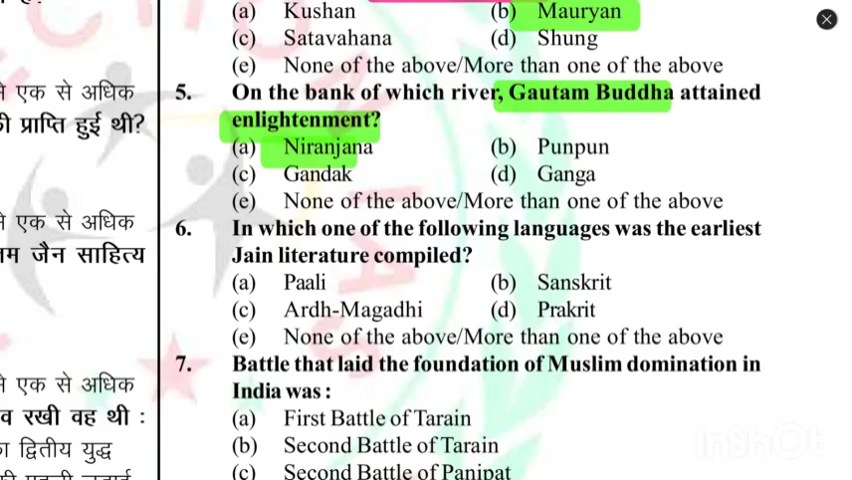 (a) Kushan (b) Mauryan
(c) Satavahana (d) Shung
(e) None of the above/More than one of the above
5. On the bank of which river, Gautam Buddha attained
enlightenment?
(a) Niranjana (b) Punpun
(c) Gandak (d) Ganga
(e) None of the above/More than one of the above
6. In which one of the following languages was the earliest
Jain literature compiled?
(a) Paali (b) Sanskrit
(c) Ardh-Magadhi (d) Prakrit
(e) None of the above/More than one of the above
7. Battle that laid the foundation of Muslim domination in
India was :
(a) First Battle of Tarain
(b) Second Battle of Tarain
(c) Second Battle of Panipat
एक से अधिक
प्राप्ति हुई थी?
एक से अधिक
जैन साहित्य
एक से अधिक
रखी वह थी :
द्वितीय युद्ध
InShOt